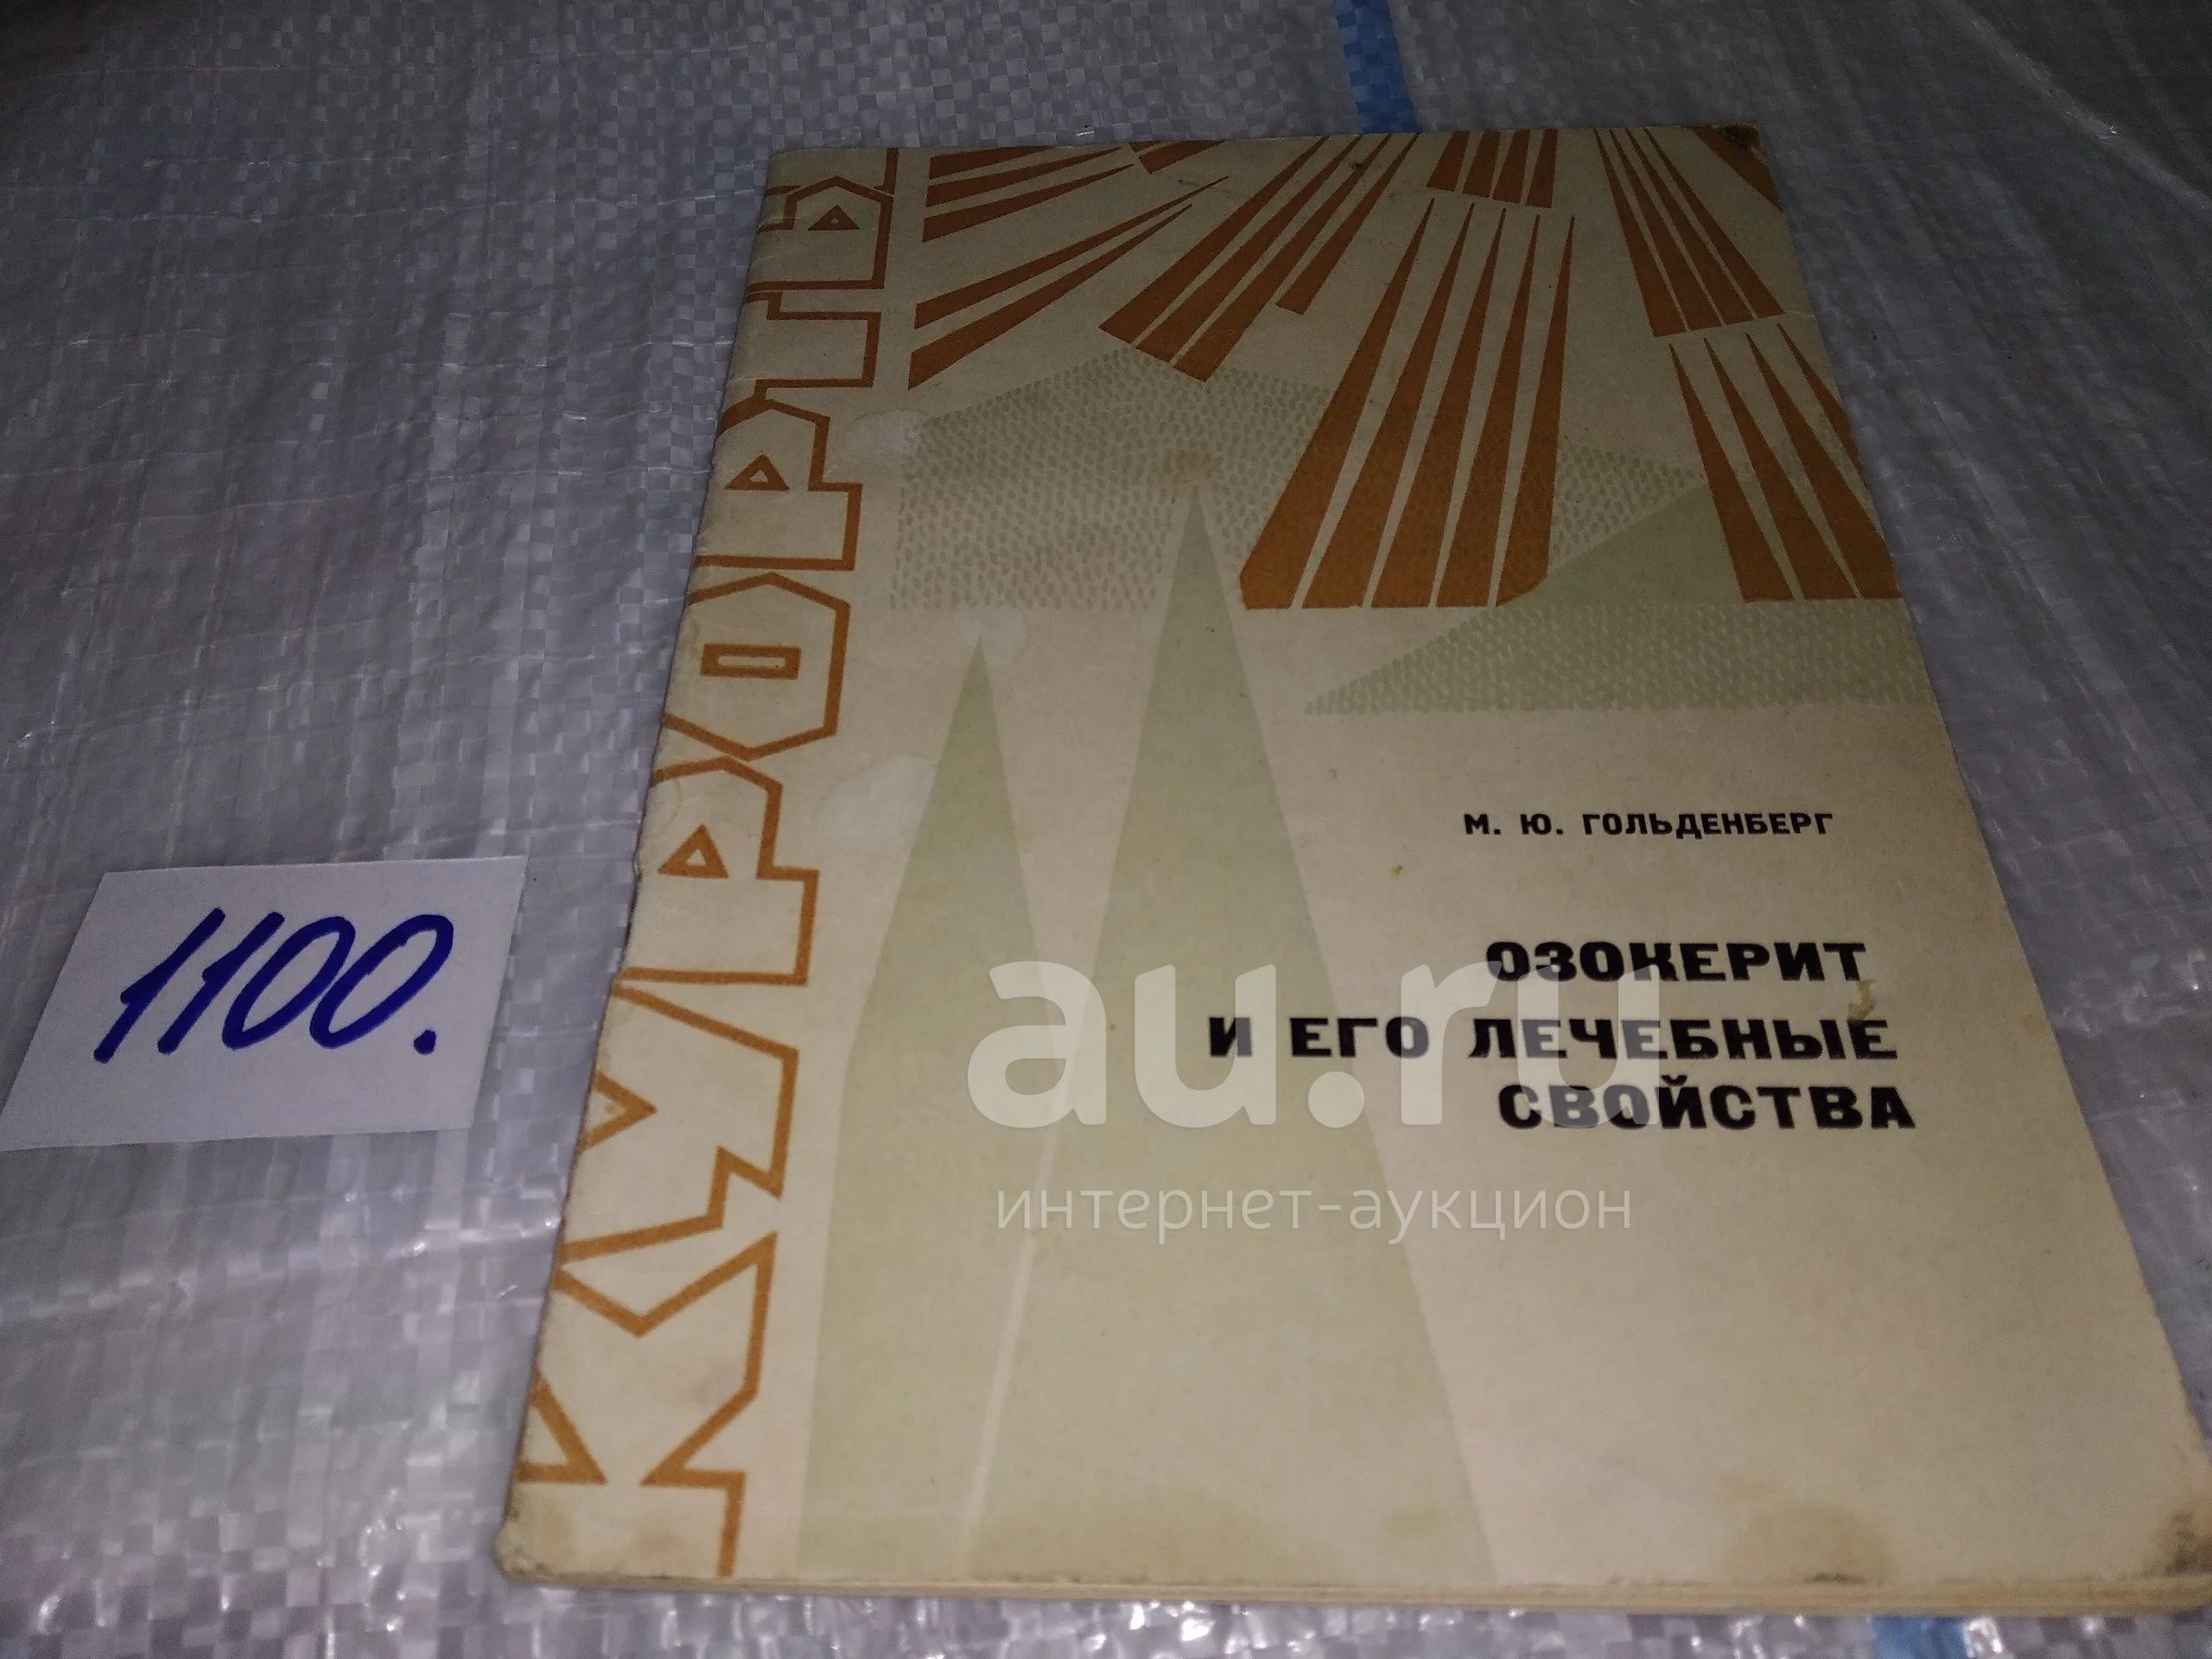 КУРОРТЫ
М. Ю. ГОЛЬДЕНБЕРГ
ОЗОКЕРИТ
И ЕГО ЛЕЧЕБНЫЕ
СВОЙСТВА
1100.
au.ru
интернет-аукцион